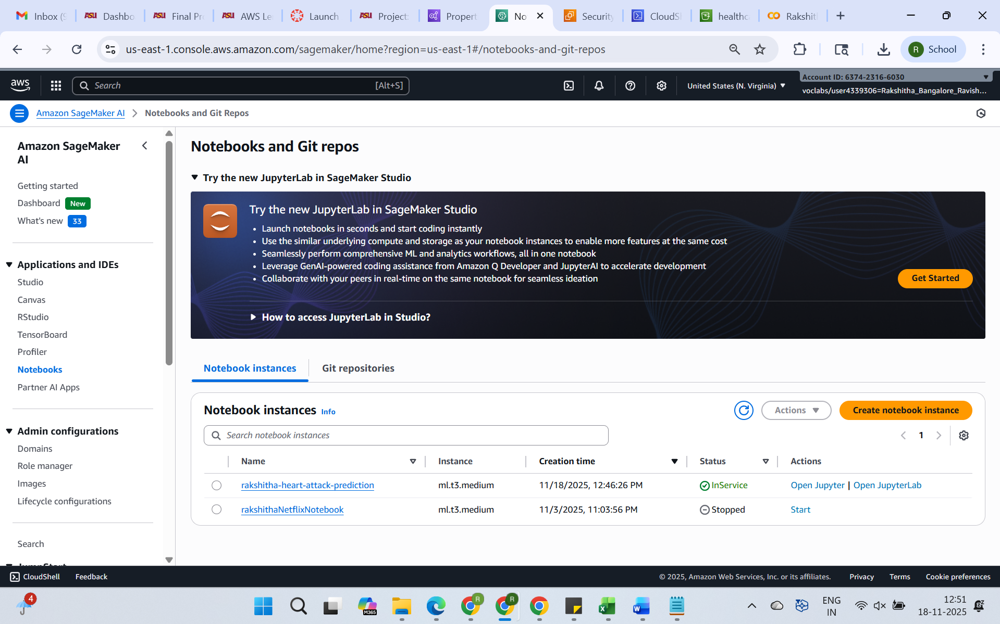 Inbox (9
Dashbo
Final Pr
AWS Le
Launch
Project:
Propert
No
Security
CloudSh
healthc
Rakshith
us-east-1.console.aws.amazon.com/sagemaker/home?region=us-east-1#/notebooks-and-git-repos
R School
aws
Search [Alt+S]
United States (N. Virginia)
Account ID: 6374-2316-6030
voclabs/user4339306=Rakshitha_Bangalore_Ravish...
Amazon SageMaker AI > Notebooks and Git Repos
Amazon SageMaker
AI
Getting started
Dashboard New
What's new 33
Applications and IDEs
Studio
Canvas
RStudio
TensorBoard
Profiler
Notebooks
Partner AI Apps
Admin configurations
Domains
Role manager
Images
Lifecycle configurations
Search
JumpStart
Notebooks and Git repos
Try the new JupyterLab in SageMaker Studio
Try the new JupyterLab in SageMaker Studio
• Launch notebooks in seconds and start coding instantly
• Use the similar underlying compute and storage as your notebook instances to enable more features at the same cost
• Seamlessly perform comprehensive ML and analytics workflows, all in one notebook
• Leverage GenAI-powered coding assistance from Amazon Q Developer and JupyterAI to accelerate development
• Collaborate with your peers in real-time on the same notebook for seamless ideation
Get Started
How to access JupyterLab in Studio?
Notebook instances
Git repositories
Notebook instances Info
Actions
Create notebook instance
Search notebook instances
1
Name Instance Creation time Status Actions
rakshitha-heart-attack-prediction ml.t3.medium 11/18/2025, 12:46:26 PM InService Open Jupyter | Open JupyterLab
rakshithaNetflixNotebook ml.t3.medium 11/3/2025, 11:03:56 PM Stopped Start
CloudShell Feedback
© 2025, Amazon Web Services, Inc. or its affiliates. Privacy Terms Cookie preferences
4
M365
R
R
ENG
IN
12:51
18-11-2025